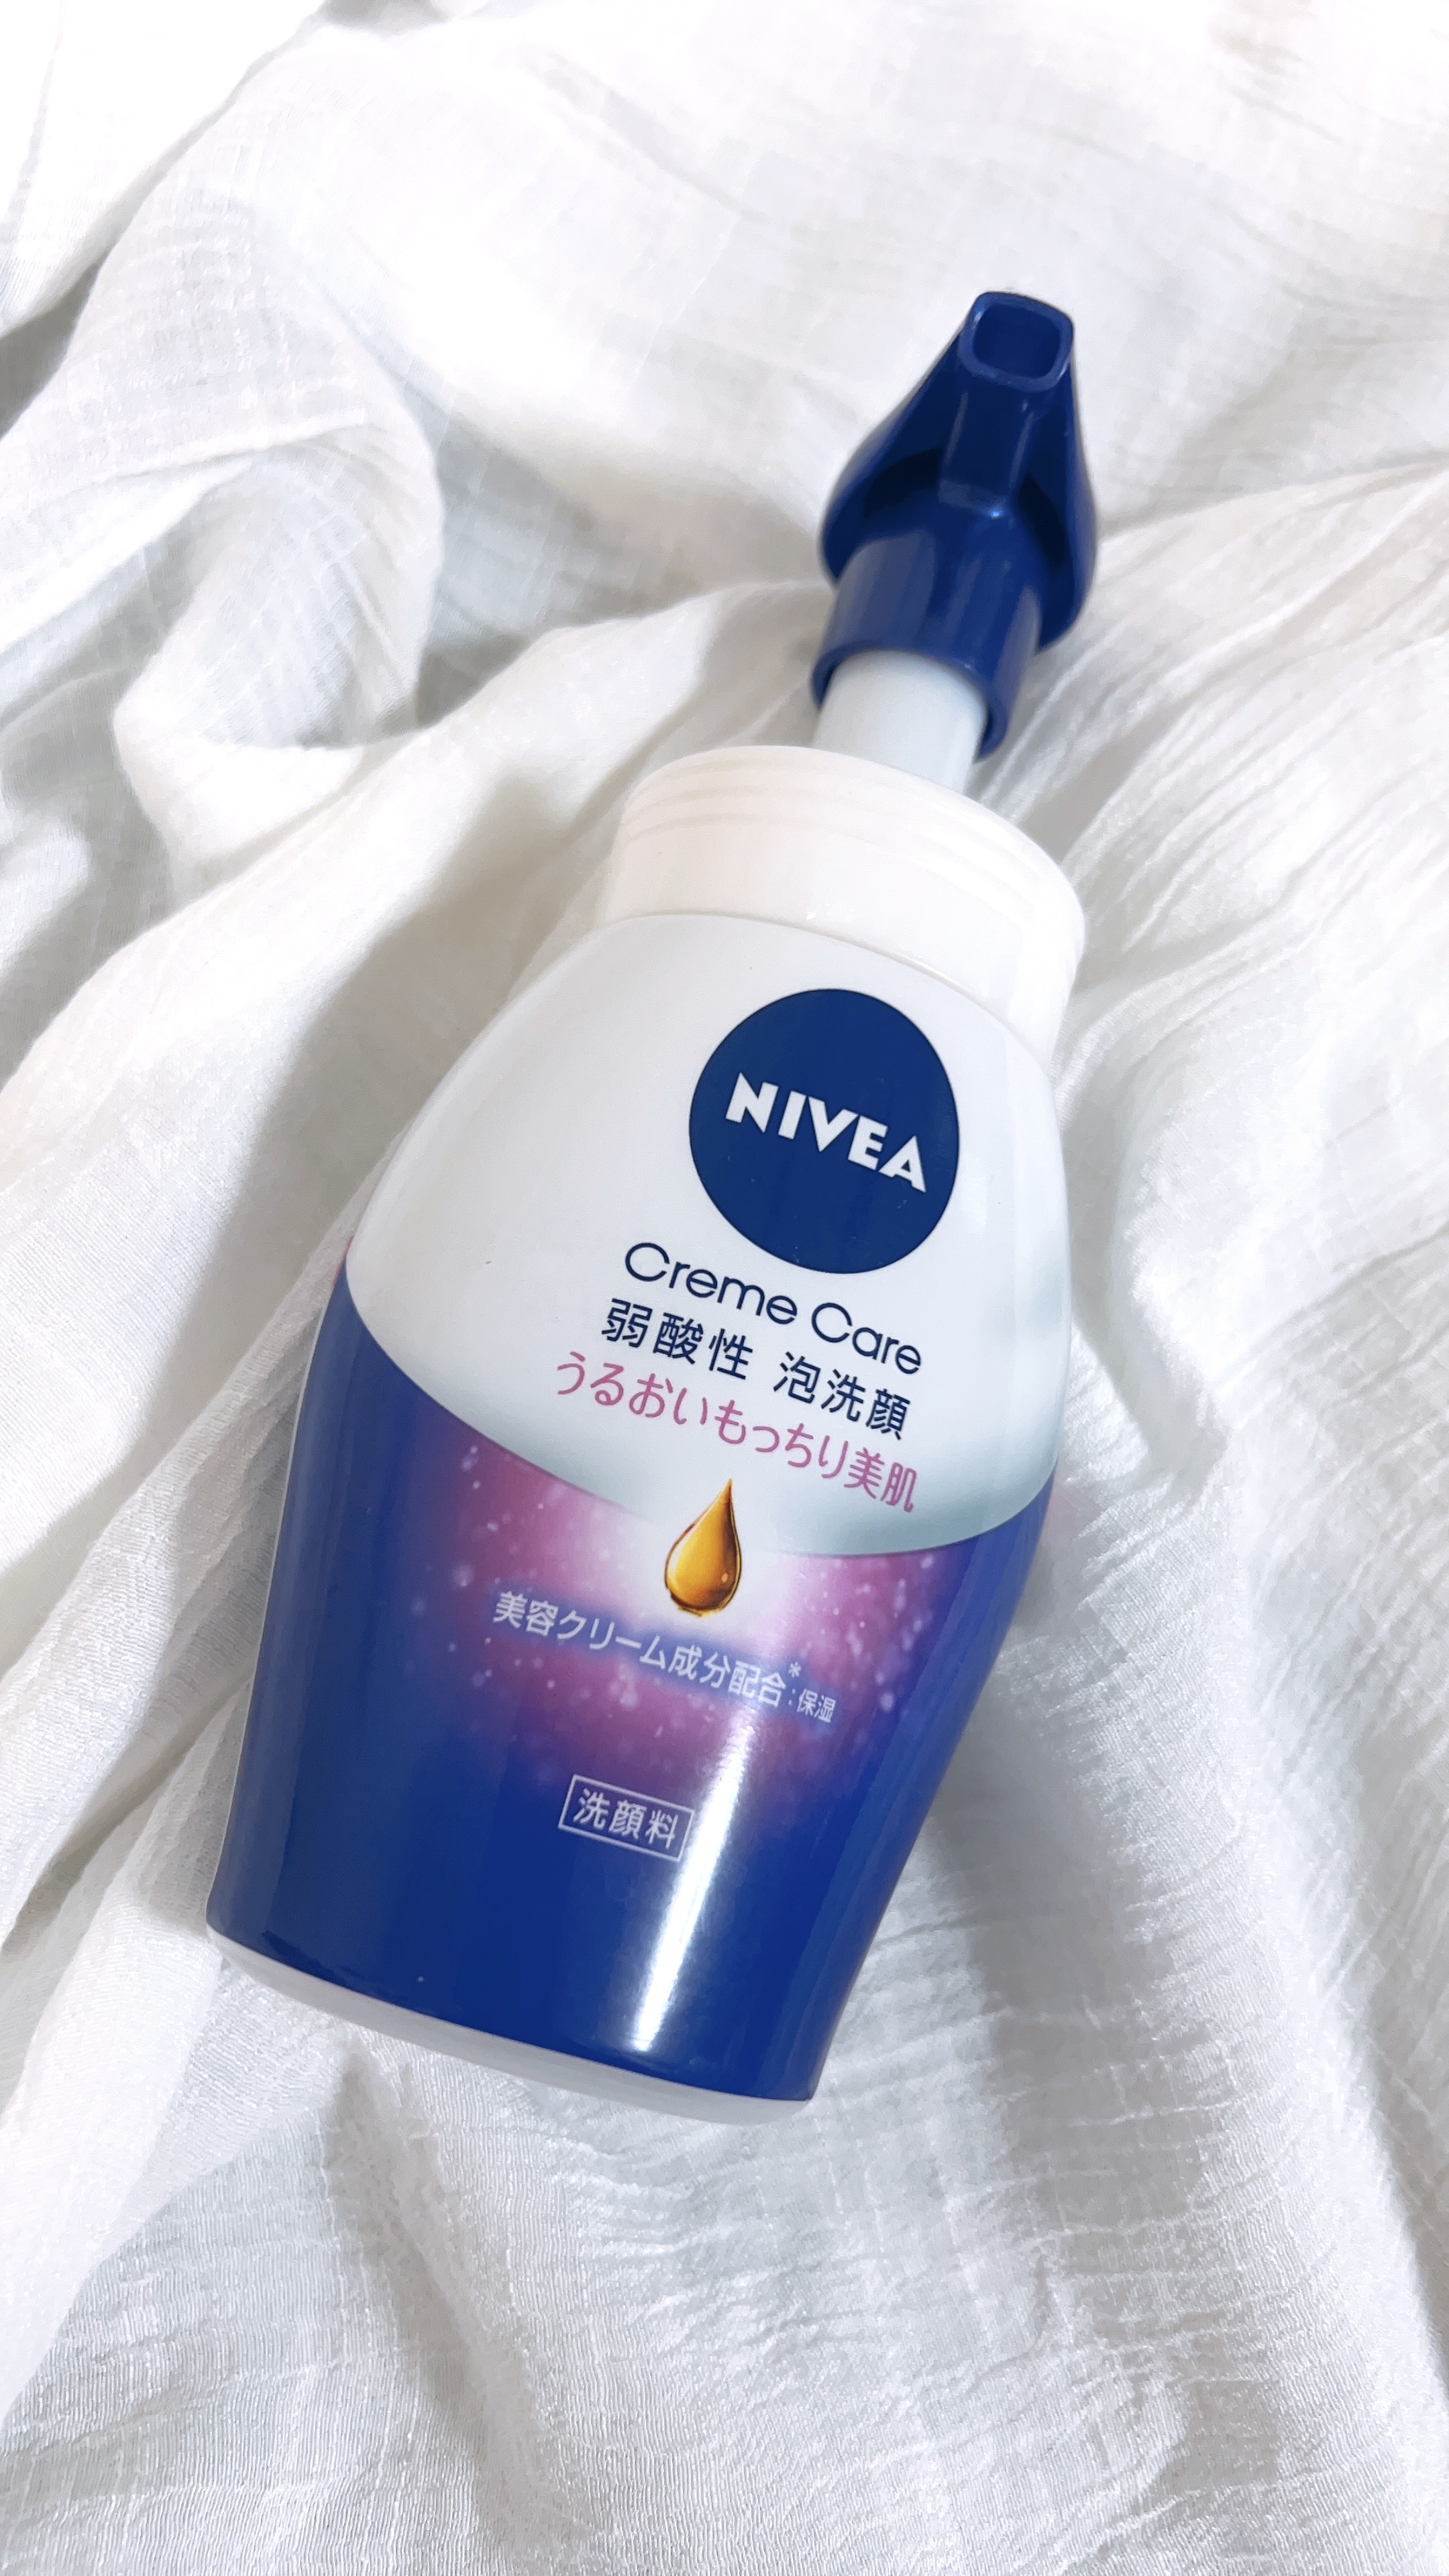 NIVEA
Creme Care
弱酸性 泡洗顔
うるおいもっちり美肌
美容クリーム成分配合*:保湿
洗顔料